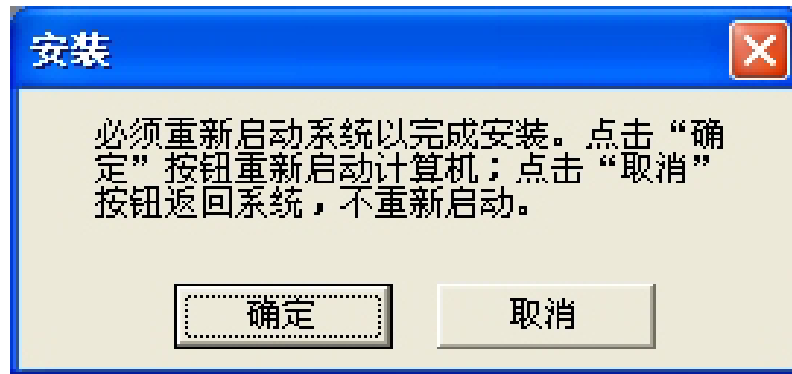 安装
必须重新启动系统以完成安装。点击“确
定”按钮重新启动计算机；点击“取消”
按钮返回系统，不重新启动。
确定
取消